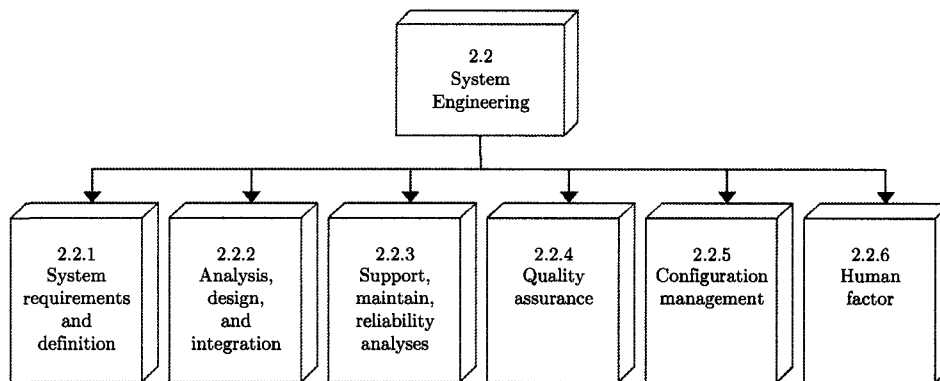 2.2
System
Engineering
2.2.1
System
requirements
and
definition
2.2.2
Analysis,
design,
and
integration
2.2.3
Support,
maintain,
reliability
analyses
2.2.4
Quality
assurance
2.2.5
Configuration
management
2.2.6
Human
factor